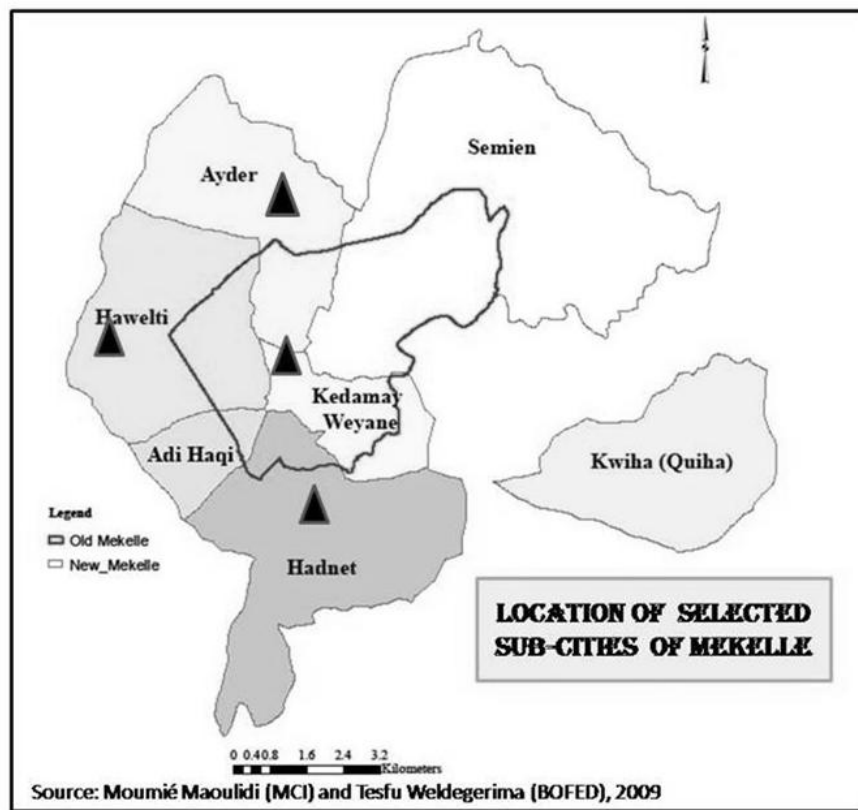 Semien
Ayder
Hawelti
Kedamay
Weyane
Adi Haqi
Kwiha (Quiha)
Legend
Old Mekelle
New_Mekelle
Hadnet
LOCATION OF SELECTED
SUB-CITIES OF MEKELLE
0 0.40.8 1.6 2.4 3.2
Kilometers
Source: Moumié Maoulidi (MCI) and Tesfu Weldegerima (BOFED), 2009